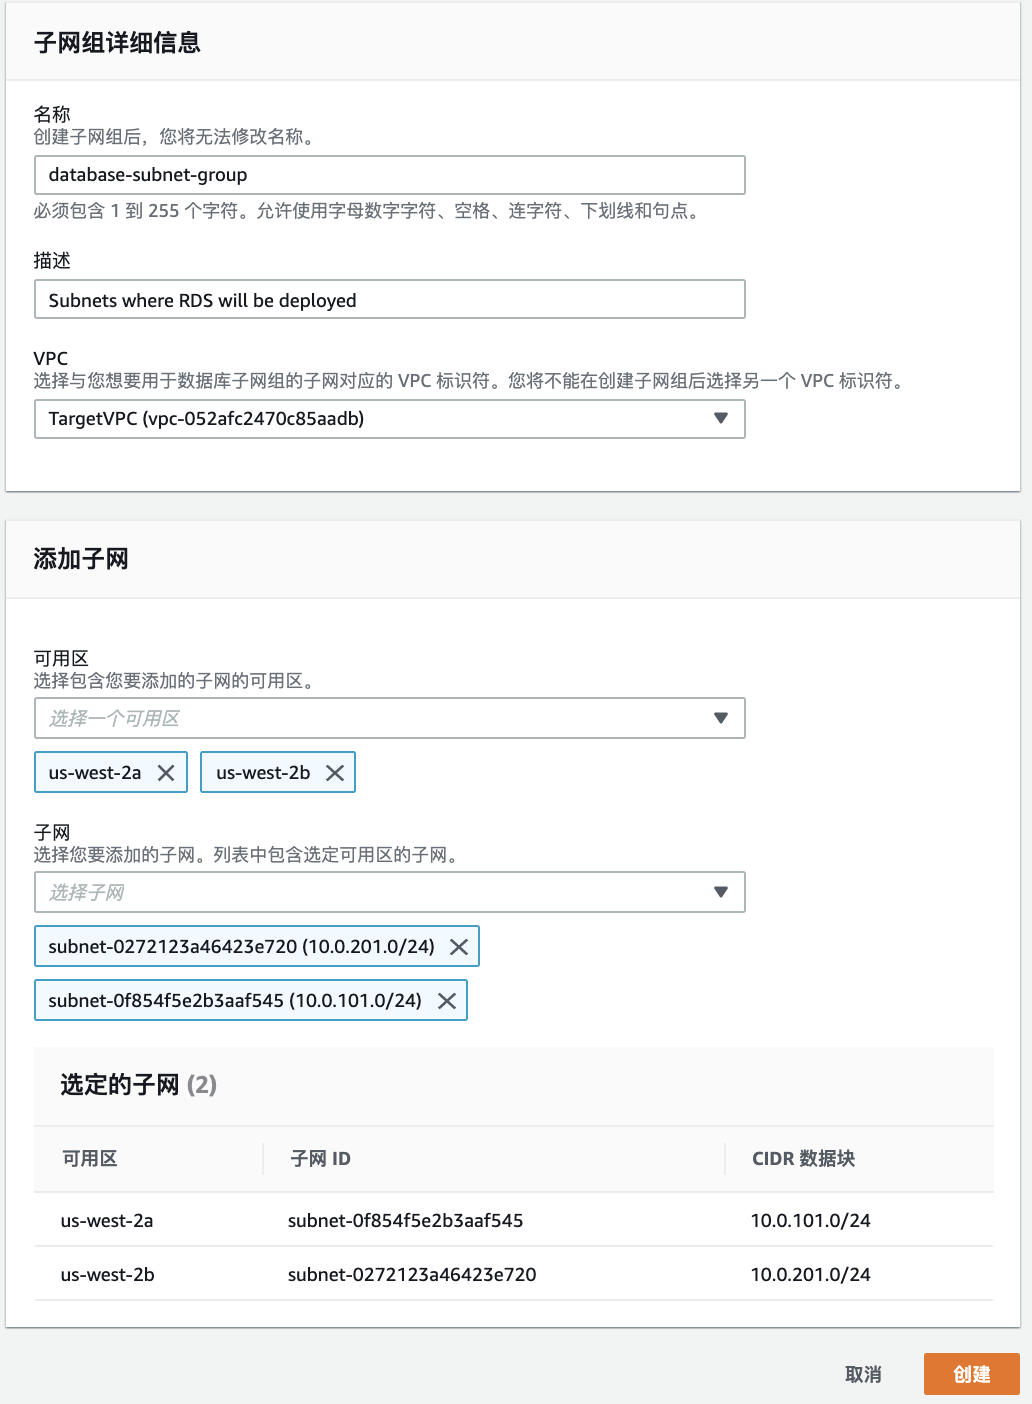 子网组详细信息
名称
创建子网组后，您将无法修改名称。
database-subnet-group
必须包含 1 到 255 个字符。允许使用字母数字字符、空格、连字符、下划线和句点。
描述
Subnets where RDS will be deployed
VPC
选择与您想要用于数据库子网组的子网对应的 VPC 标识符。您将不能在创建子网组后选择另一个 VPC 标识符。
TargetVPC (vpc-052afc2470c85aadb)
添加子网
可用区
选择包含您要添加的子网的可用区。
选择一个可用区
us-west-2a us-west-2b
子网
选择您要添加的子网。列表中包含选定可用区的子网。
选择子网
subnet-0272123a46423e720 (10.0.201.0/24)
subnet-0f854f5e2b3aaf545 (10.0.101.0/24)
选定的子网 (2)
可用区 子网 ID CIDR 数据块
us-west-2a subnet-0f854f5e2b3aaf545 10.0.101.0/24
us-west-2b subnet-0272123a46423e720 10.0.201.0/24
取消 创建